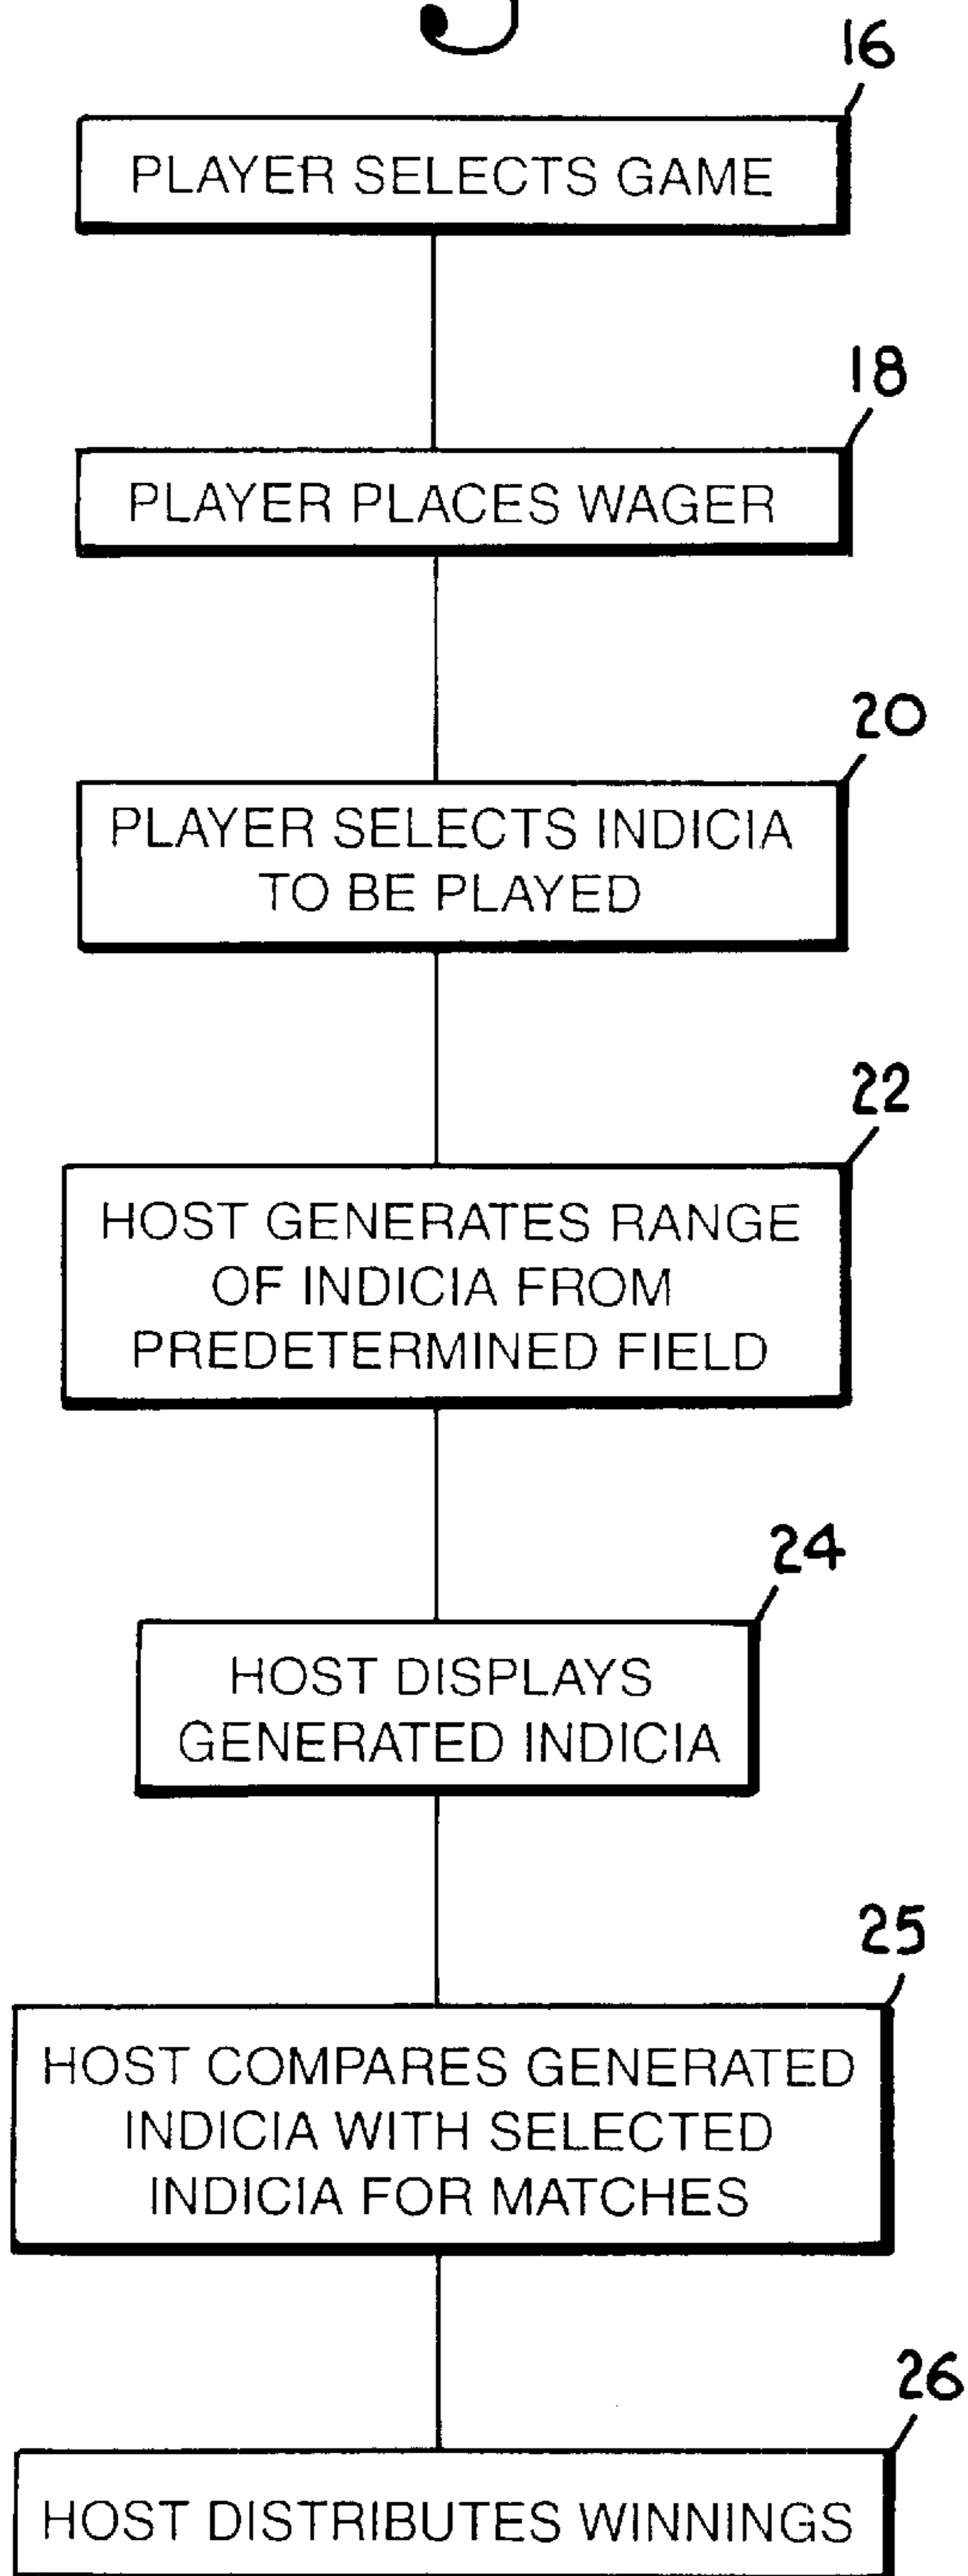 16
PLAYER SELECTS GAME
18
PLAYER PLACES WAGER
20
PLAYER SELECTS INDICIA
TO BE PLAYED
22
HOST GENERATES RANGE
OF INDICIA FROM
PREDETERMINED FIELD
24
HOST DISPLAYS
GENERATED INDICIA
25
HOST COMPARES GENERATED
INDICIA WITH SELECTED
INDICIA FOR MATCHES
26
HOST DISTRIBUTES WINNINGS